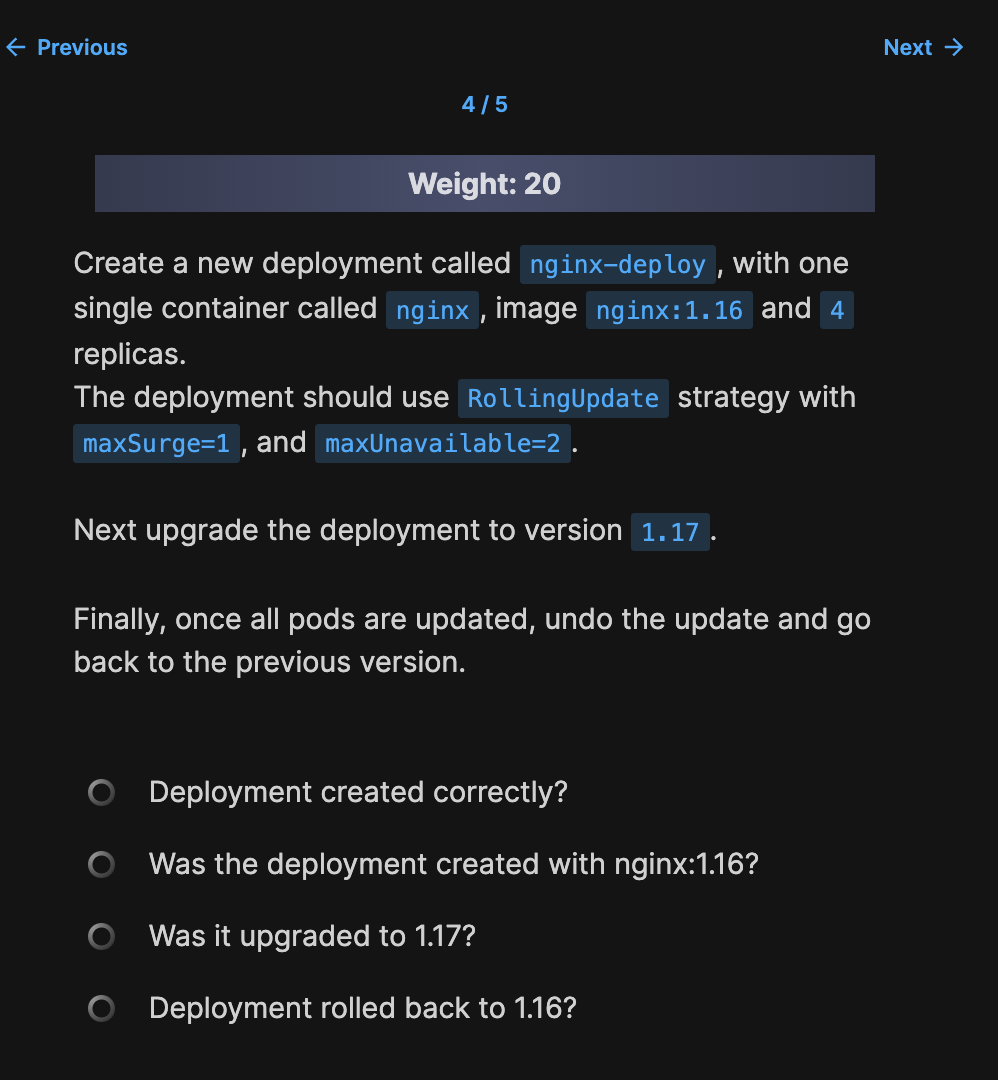 ← Previous
Next →
4 / 5
Weight: 20
Create a new deployment called nginx-deploy, with one
single container called nginx, image nginx:1.16 and 4
replicas.
The deployment should use RollingUpdate strategy with
maxSurge=1, and maxUnavailable=2.
Next upgrade the deployment to version 1.17.
Finally, once all pods are updated, undo the update and go
back to the previous version.
Deployment created correctly?
Was the deployment created with nginx:1.16?
Was it upgraded to 1.17?
Deployment rolled back to 1.16?